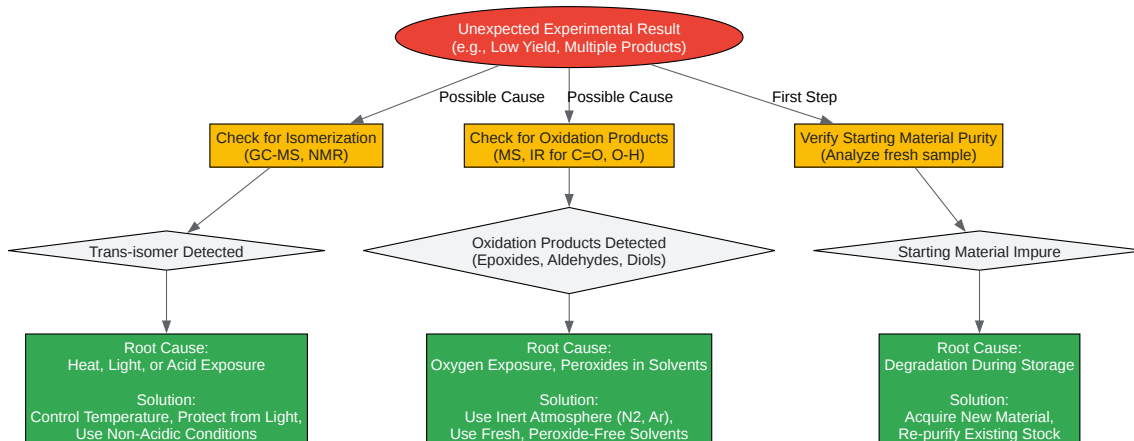 Unexpected Experimental Result
(e.g., Low Yield, Multiple Products)
Possible Cause
Possible Cause
First Step
Check for Isomerization
(GC-MS, NMR)
Check for Oxidation Products
(MS, IR for C=O, O-H)
Verify Starting Material Purity
(Analyze fresh sample)
Trans-isomer Detected
Oxidation Products Detected
(Epoxides, Aldehydes, Diols)
Starting Material Impure
Root Cause:
Heat, Light, or Acid Exposure
Solution:
Control Temperature, Protect from Light,
Use Non-Acidic Conditions
Root Cause:
Oxygen Exposure, Peroxides in Solvents
Solution:
Use Inert Atmosphere (N2, Ar),
Use Fresh, Peroxide-Free Solvents
Root Cause:
Degradation During Storage
Solution:
Acquire New Material,
Re-purify Existing Stock